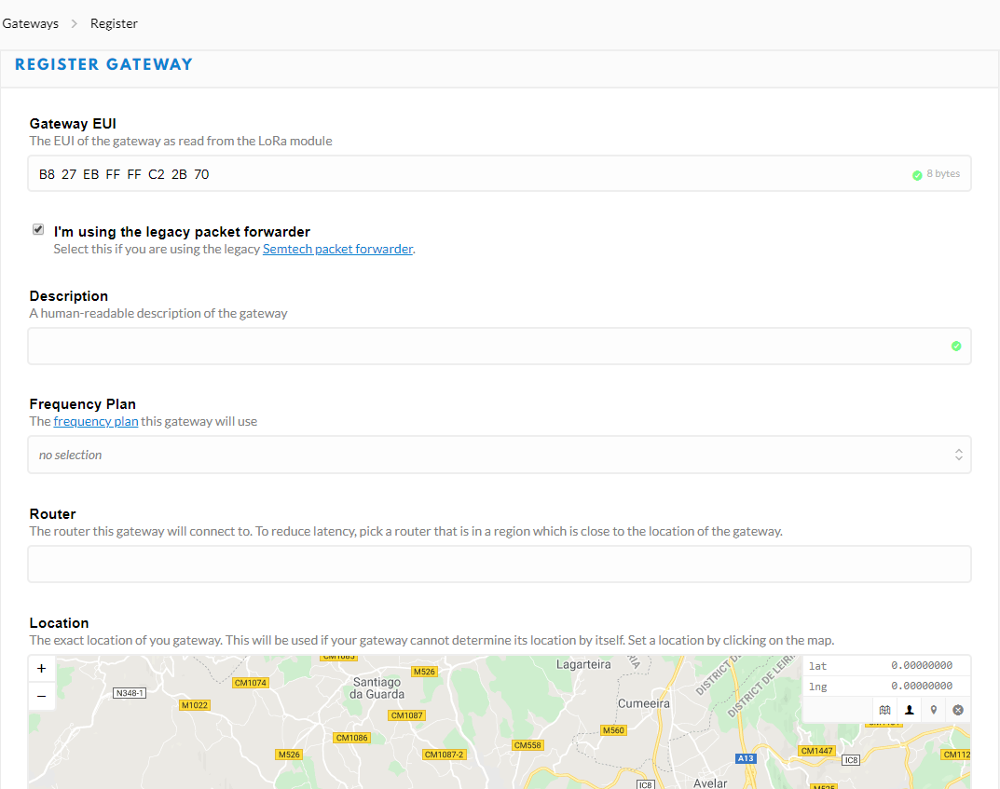 Gateways > Register
REGISTER GATEWAY
Gateway EUI
The EUI of the gateway as read from the LoRa module
B8 27 EB FF FF C2 2B 70
8 bytes
I'm using the legacy packet forwarder
Select this if you are using the legacy Semtech packet forwarder.
Description
A human-readable description of the gateway
Frequency Plan
The frequency plan this gateway will use
no selection
Router
The router this gateway will connect to. To reduce latency, pick a router that is in a region which is close to the location of the gateway.
Location
The exact location of you gateway. This will be used if your gateway cannot determine its location by itself. Set a location by clicking on the map.
+
−
lat 0.00000000
lng 0.00000000
Lagarteira
M526
CM1074
Santiago
da Guarda
N348-1
M1022
DISTRICT DE LEIRI
Cumeeira
CM1087
M560
CM1086
CM558
M526
CM1087-2
A13
CM1447
IC8
CM112
IC8
Avelar